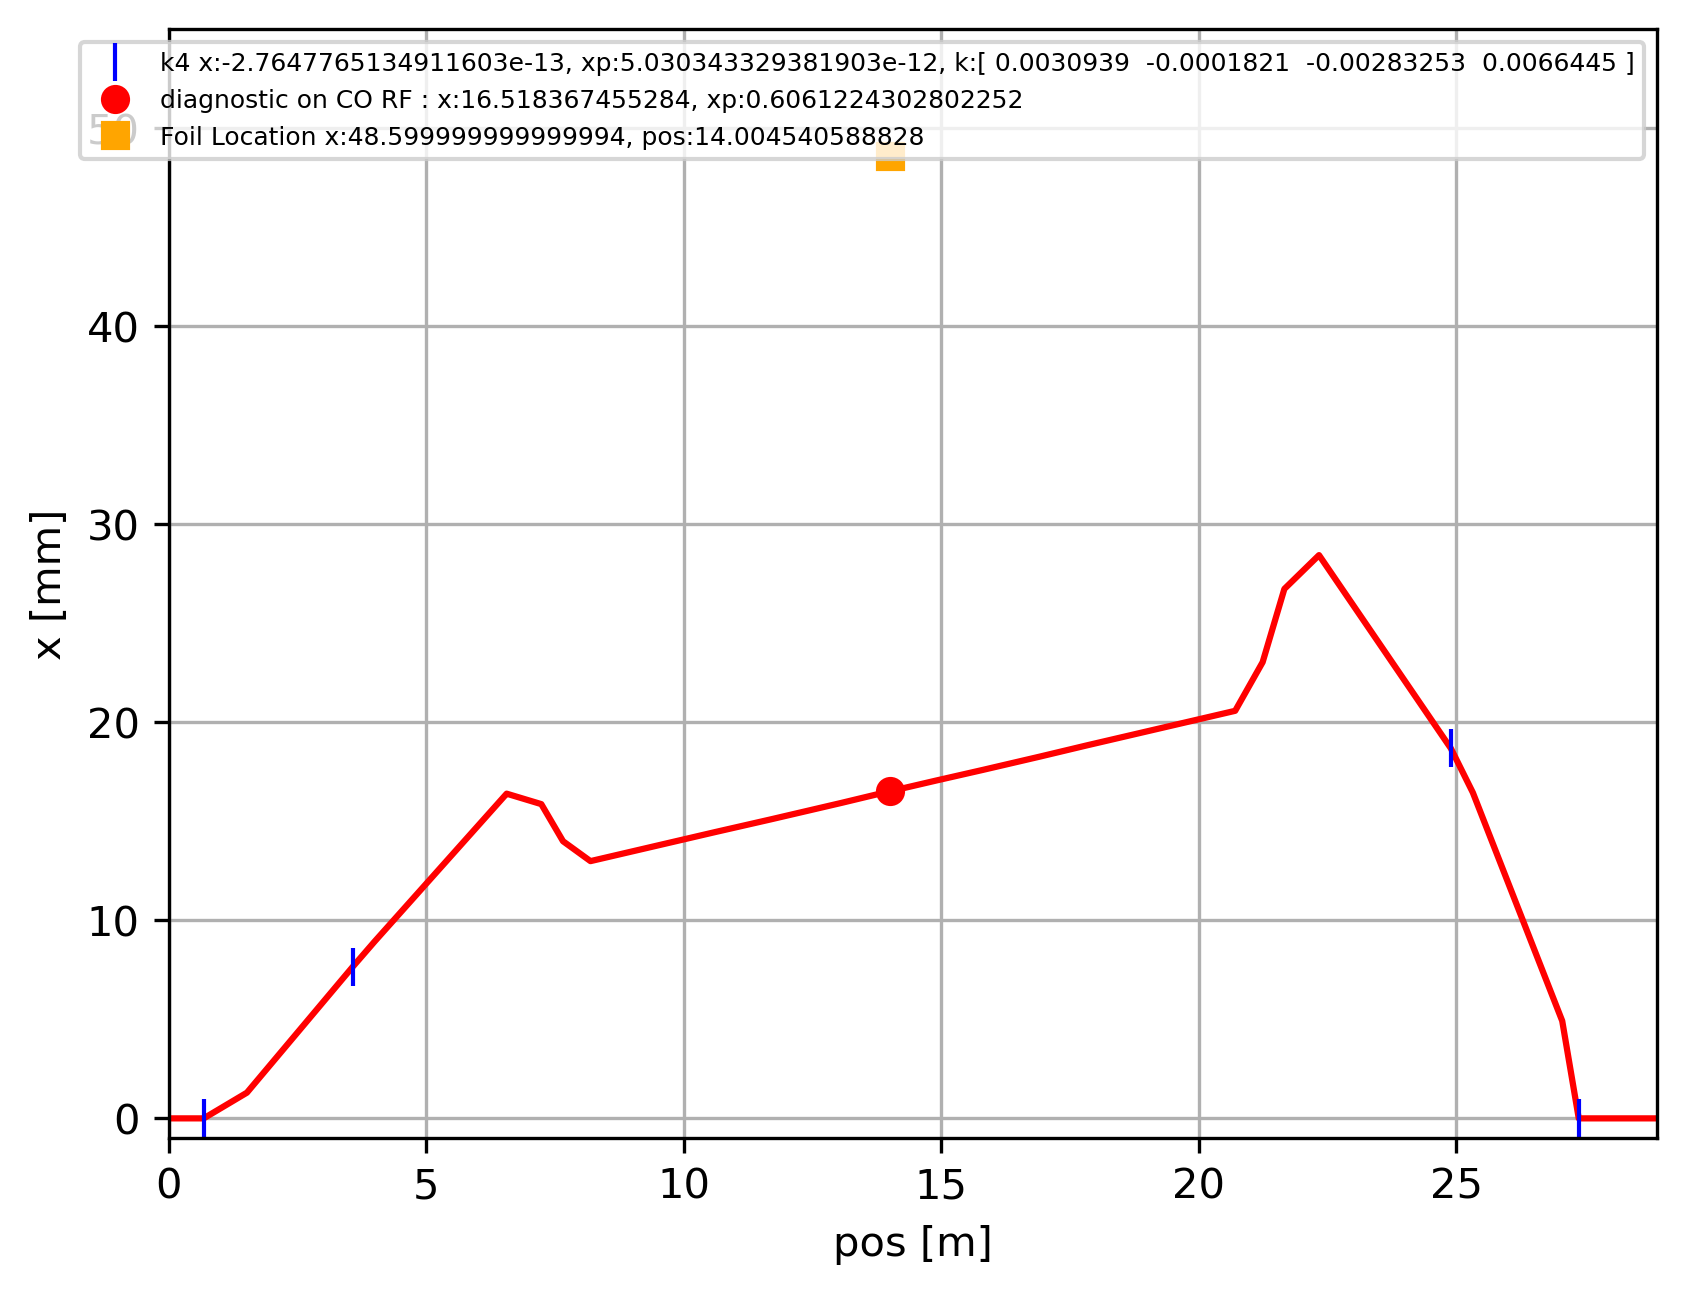 k4 x:-2.7647765134911603e-13, xp:5.030343329381903e-12, k:[ 0.0030939 -0.0001821 -0.00283253 0.0066445 ]
diagnostic on CO RF : x:16.518367455284, xp:0.6061224302802252
Foil Location x:48.599999999999994, pos:14.004540588828
50
40
30
20
10
0
x [mm]
0 5 10 15 20 25
pos [m]